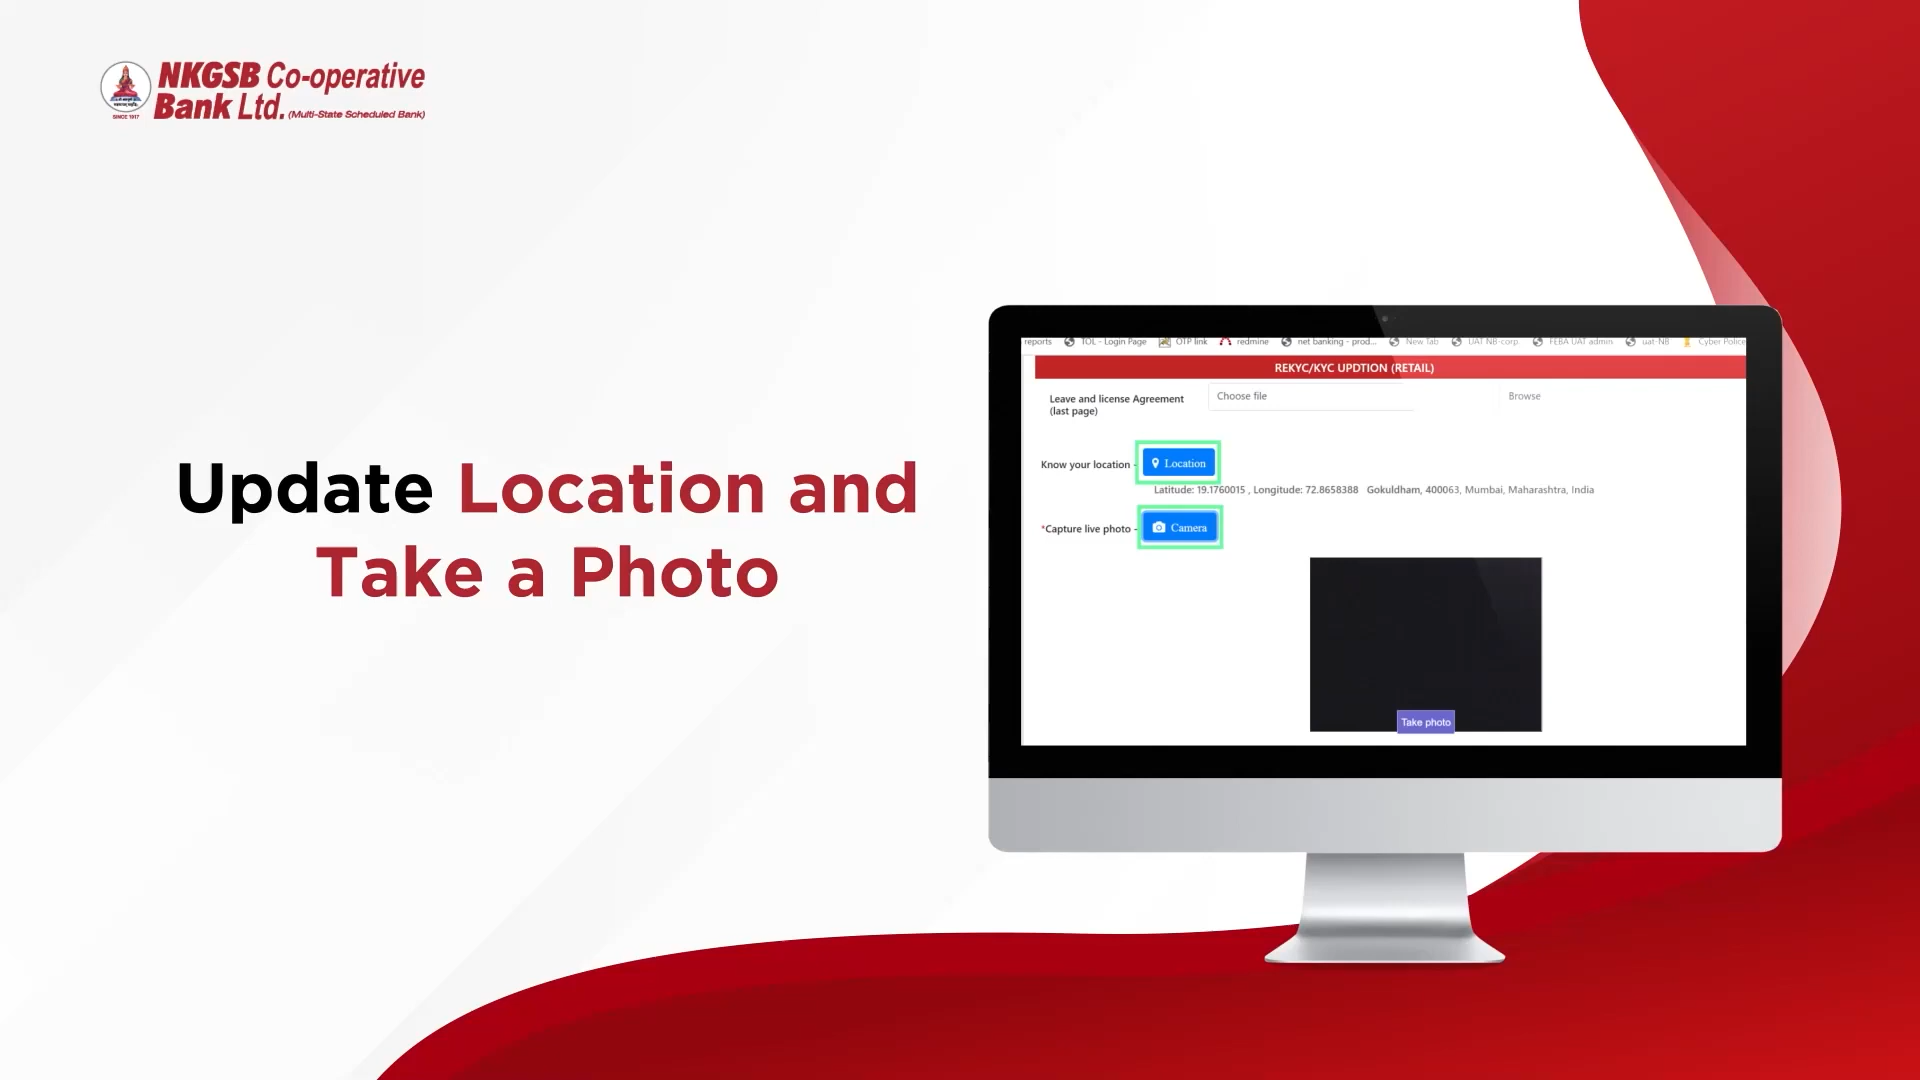 NKGSB Co-operative
Bank Ltd. (Multi-State Scheduled Bank)
SINCE 1917
Update Location and
Take a Photo
reports TOL - Login Page OTP link redmine net banking - prod... New Tab UAT NB-corp FEBA UAT admin uat-NB Cyber Police
REKYC/KYC UPDTION (RETAIL)
Leave and license Agreement
(last page)
Choose file Browse
Know your location - Location
Latitude: 19.1760015 , Longitude: 72.8658388 Gokuldham, 400063, Mumbai, Maharashtra, India
*Capture live photo - Camera
Take photo